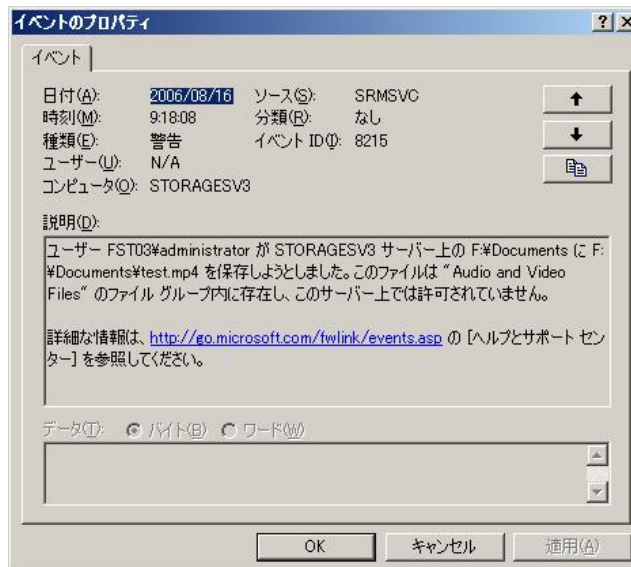 イベントのプロパティ
イベント
日付(A): 2006/08/16 ソース(S): SRMSVC
時刻(M): 9:18:08 分類(R): なし
種類(E): 警告 イベント ID(I): 8215
ユーザー(U): N/A
コンピュータ(O): STORAGESV3
説明(D):
ユーザー FST03¥administrator が STORAGESV3 サーバー上の F:¥Documents に F:
¥Documents¥test.mp4 を保存しようとしました。このファイルは "Audio and Video
Files" のファイル グループ内に存在し、このサーバー上では許可されていません。
詳細な情報は、http://go.microsoft.com/fwlink/events.asp の [ヘルプとサポート セン
ター] を参照してください。
データ(T): バイト(B) ワード(W)
OK キャンセル 適用(A)